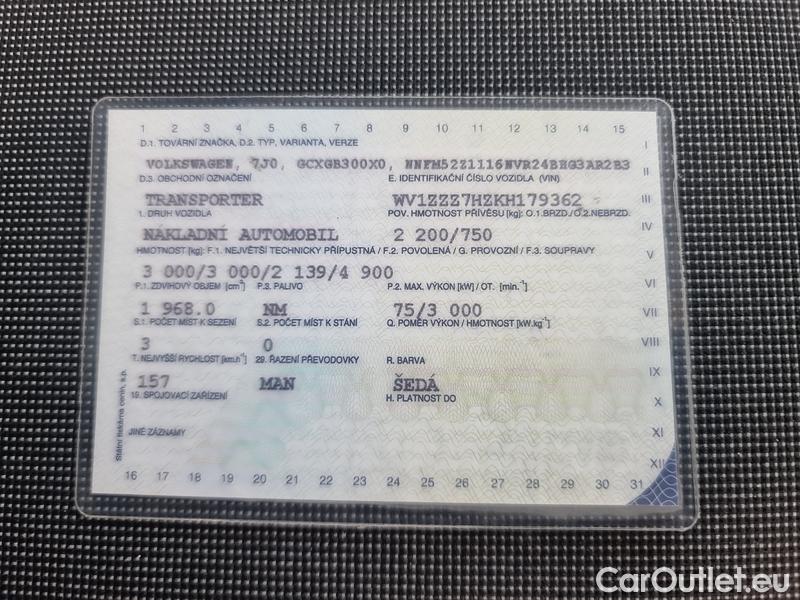 1 2 3 4 5 6 7 8 9 10 11 12 13 14 15
D.1. TOVÁRNÍ ZNAČKA, D.2. TYP, VARIANTA, VERZE I
VOLKSWAGEN, 7J0, GCXGB300X0, NNFM52Z1116NVR24BHG3AR2B3
D.3. OBCHODNÍ OZNAČENÍ E. IDENTIFIKAČNÍ ČÍSLO VOZIDLA (VIN) II
TRANSPORTER WV1ZZZ7HZKH179362 III
1. DRUH VOZIDLA POV. HMOTNOST PŘÍVĚSU [kg]: O.1.BRZD./O.2.NEBRZD.
NÁKLADNÍ AUTOMOBIL 2 200/750 IV
HMOTNOST [kg]: F.1. NEJVĚTŠÍ TECHNICKY PŘÍPUSTNÁ / F.2. POVOLENÁ / G. PROVOZNÍ / F.3. SOUPRAVY V
3 000/3 000/2 139/4 900
P.1. ZDVIHOVÝ OBJEM [cm³] P.3. PALIVO P.2. MAX. VÝKON [kW] / OT. [min.⁻¹] VI
1 968.0 NM 75/3 000 VII
S.1. POČET MÍST K SEZENÍ S.2. POČET MÍST K STÁNÍ Q. POMĚR VÝKON / HMOTNOST [kW.kg⁻¹]
3 0 VIII
T. NEJVYŠŠÍ RYCHLOST [km.h⁻¹] 29. ŘAZENÍ PŘEVODOVKY R. BARVA
157 MAN ŠEDÁ IX
19. SPOJOVACÍ ZAŘÍZENÍ H. PLATNOST DO X
JINÉ ZÁZNAMY XI
XII
16 17 18 19 20 21 22 23 24 25 26 27 28 29 30 31
Státní tiskárna cenin, s.p.
CarOutlet.eu